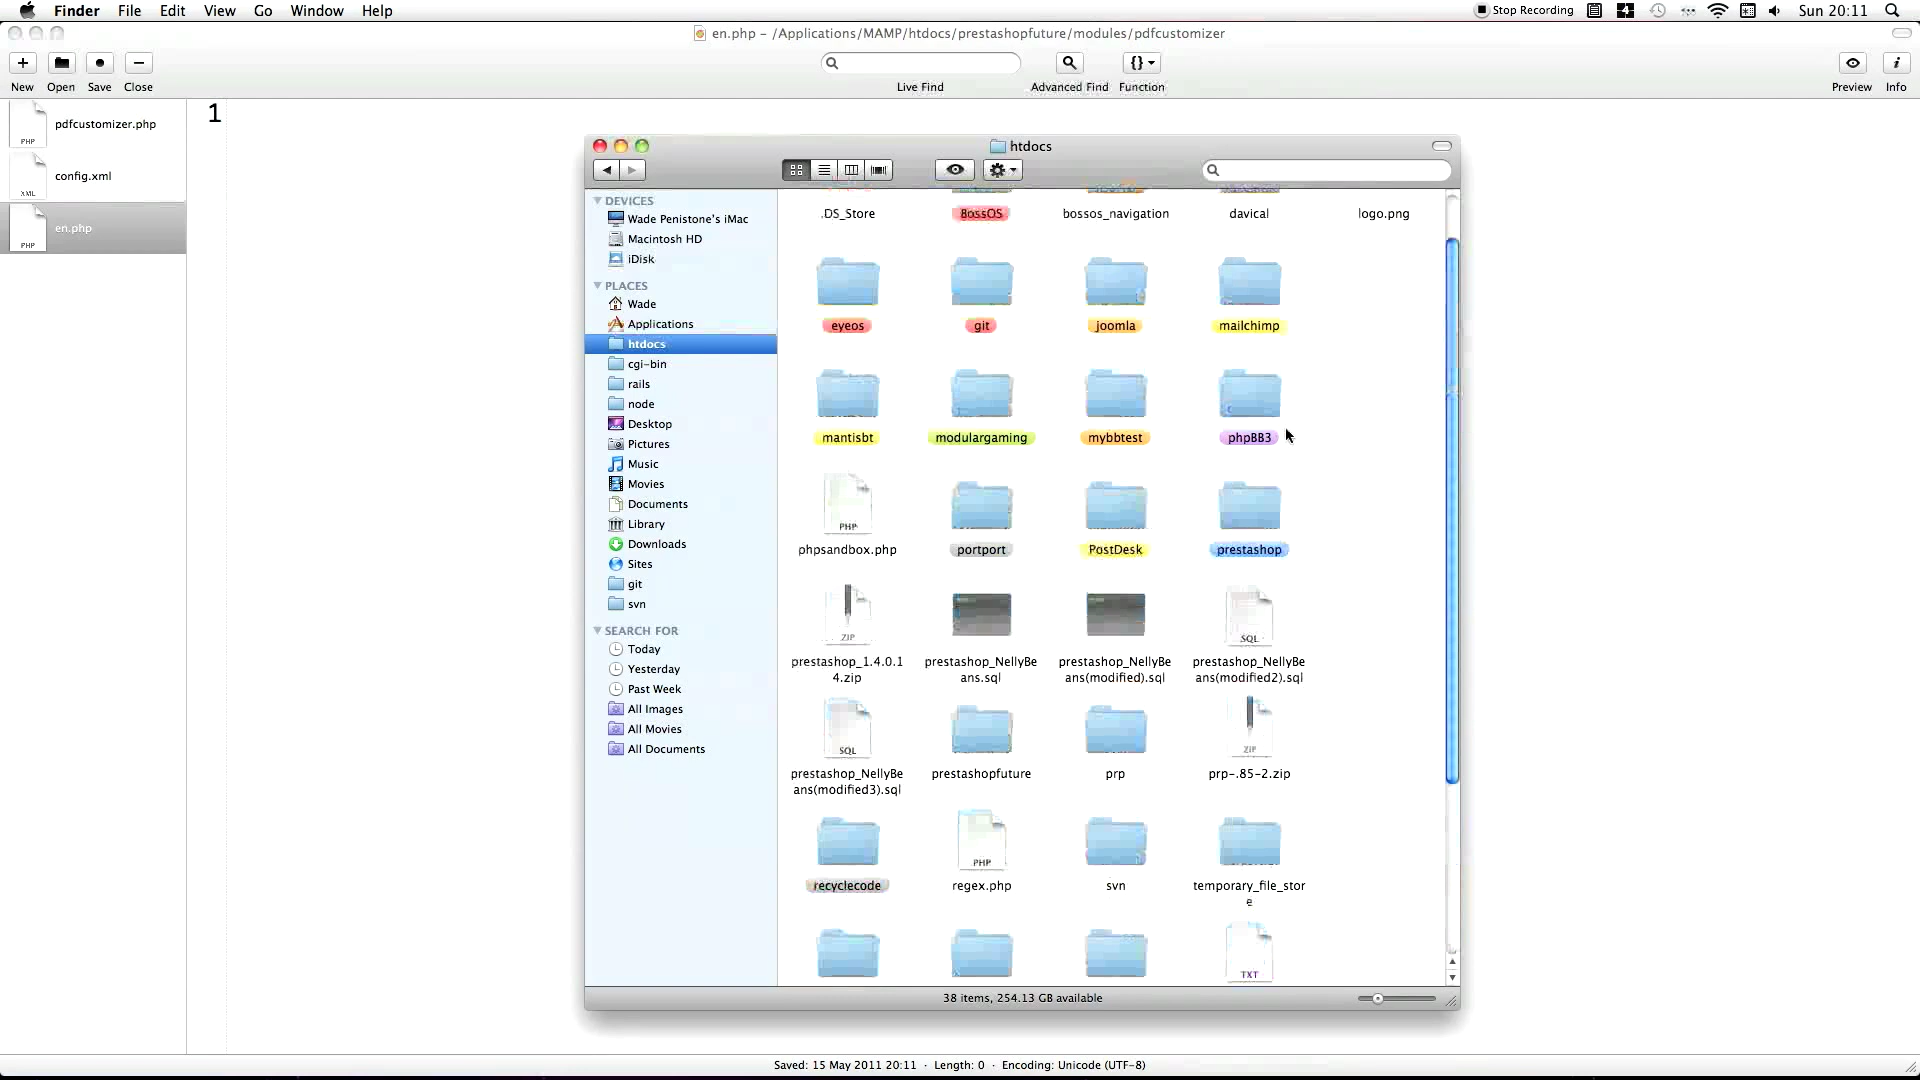 Finder File Edit View Go Window Help
Stop Recording 4 Sun 20:11
en.php – /Applications/MAMP/htdocs/prestashopfuture/modules/pdfcustomizer
{}
i
New Open Save Close
Live Find
Advanced Find Function
Preview Info
pdfcustomizer.php
PHP
config.xml
XML
en.php
PHP
1
htdocs
DEVICES
Wade Penistone's iMac
Macintosh HD
iDisk
PLACES
Wade
Applications
htdocs
cgi-bin
rails
node
Desktop
Pictures
Music
Movies
Documents
Library
Downloads
Sites
git
svn
SEARCH FOR
Today
Yesterday
Past Week
All Images
All Movies
All Documents
.DS_Store BossOS bossos_navigation davical logo.png
eyeos git joomla mailchimp
mantisbt modulargaming mybbtest phpBB3
PHP
phpsandbox.php portport PostDesk prestashop
ZIP SQL
prestashop_1.4.0.1 prestashop_NellyBe prestashop_NellyBe prestashop_NellyBe
4.zip ans.sql ans(modified).sql ans(modified2).sql
SQL ZIP
prestashop_NellyBe prestashopfuture prp prp-.85-2.zip
ans(modified3).sql
PHP
recyclecode regex.php svn temporary_file_stor
e
TXT
38 items, 254.13 GB available
Saved: 15 May 2011 20:11 · Length: 0 · Encoding: Unicode (UTF-8)